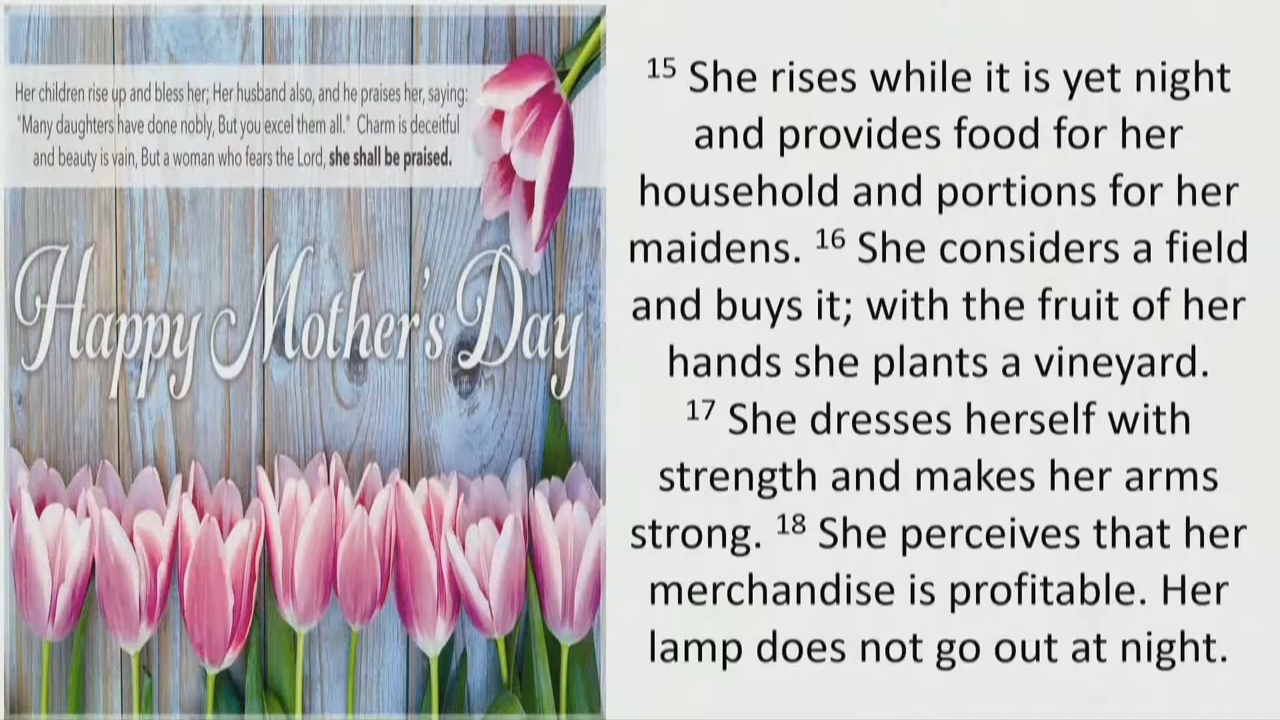 Her children rise up and bless her; Her husband also, and he praises her, saying:
"Many daughters have done nobly, But you excel them all." Charm is deceitful
and beauty is vain, But a woman who fears the Lord, she shall be praised.
Happy Mother's Day
15 She rises while it is yet night
and provides food for her
household and portions for her
maidens. 16 She considers a field
and buys it; with the fruit of her
hands she plants a vineyard.
17 She dresses herself with
strength and makes her arms
strong. 18 She perceives that her
merchandise is profitable. Her
lamp does not go out at night.